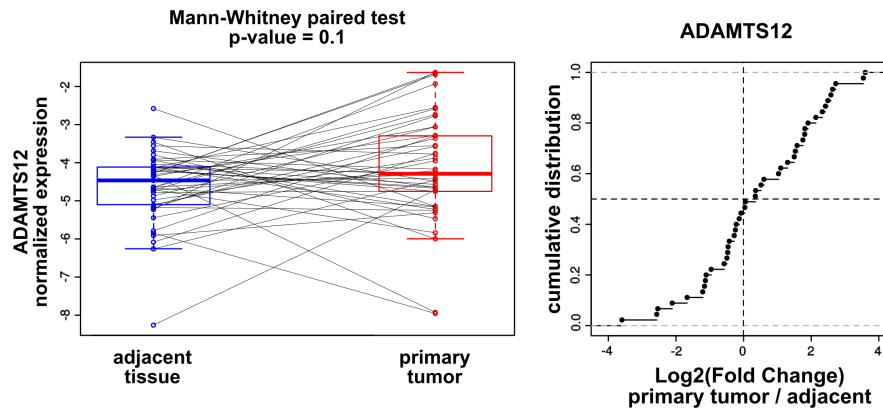 Mann-Whitney paired test
p-value = 0.1
ADAMTS12
normalized expression
-2
-3
-4
-5
-6
-7
-8
adjacent
tissue
primary
tumor
ADAMTS12
cumulative distribution
1.0
0.8
0.6
0.4
0.2
0.0
-4
-2
0
2
4
Log2(Fold Change)
primary tumor / adjacent